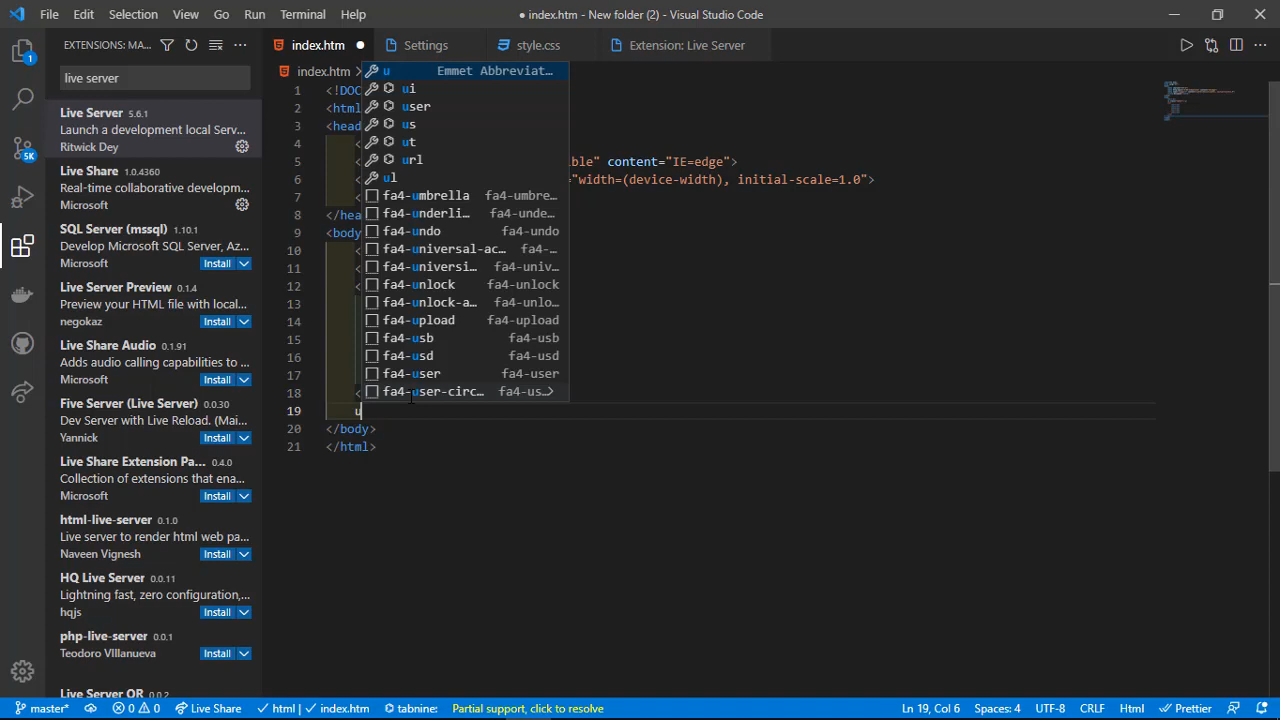 File Edit Selection View Go Run Terminal Help
● index.htm - New folder (2) - Visual Studio Code
EXTENSIONS: MA...
index.htm ● Settings style.css Extension: Live Server
live server
index.htm >
1
5K
Live Server 5.6.1
Launch a development local Serv...
Ritwick Dey
Live Share 1.0.4360
Real-time collaborative developm...
Microsoft
SQL Server (mssql) 1.10.1
Develop Microsoft SQL Server, Az...
Microsoft Install
Live Server Preview 0.1.4
Preview your HTML file with local...
negokaz Install
Live Share Audio 0.1.91
Adds audio calling capabilities to ...
Microsoft Install
Five Server (Live Server) 0.0.30
Dev Server with Live Reload. (Mai...
Yannick Install
Live Share Extension Pa... 0.4.0
Collection of extensions that ena...
Microsoft Install
html-live-server 0.1.0
Live server to render html web pa...
Naveen Vignesh Install
HQ Live Server 0.0.11
Lightning fast, zero configuration,...
hqjs Install
php-live-server 0.0.1
Teodoro VIllanueva Install
Live Server QR 0.0.2
1 <!DOC
2 <html
3 <head
4 <
5 < ible" content="IE=edge">
6 < ="width=(device-width), initial-scale=1.0">
7 <
8 </hea
9 <body
10 <
11 <
12 <
13
14
15
16
17
18 <
19 u
20 </body>
21 </html>
u Emmet Abbreviat...
ui
user
us
ut
url
ul
fa4-umbrella fa4-umbre...
fa4-underli... fa4-unde...
fa4-undo fa4-undo
fa4-universal-ac... fa4-...
fa4-universi... fa4-univ...
fa4-unlock fa4-unlock
fa4-unlock-a... fa4-unlo...
fa4-upload fa4-upload
fa4-usb fa4-usb
fa4-usd fa4-usd
fa4-user fa4-user
fa4-user-circ... fa4-us...>
master* 0 0 Live Share html | index.htm tabnine: Partial support, click to resolve Ln 19, Col 6 Spaces: 4 UTF-8 CRLF Html Prettier